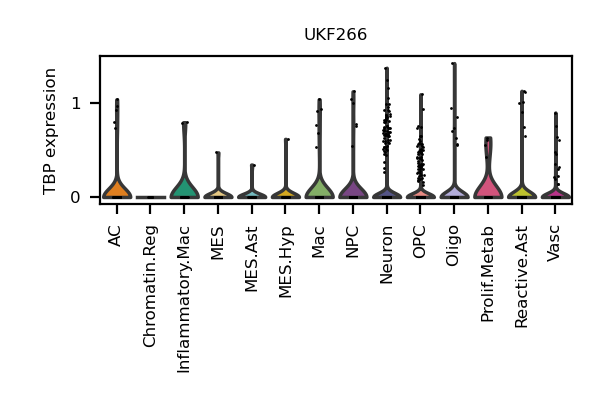 UKF266
TBP expression
1
0
AC
Chromatin.Reg
Inflammatory.Mac
MES
MES.Ast
MES.Hyp
Mac
NPC
Neuron
OPC
Oligo
Prolif.Metab
Reactive.Ast
Vasc